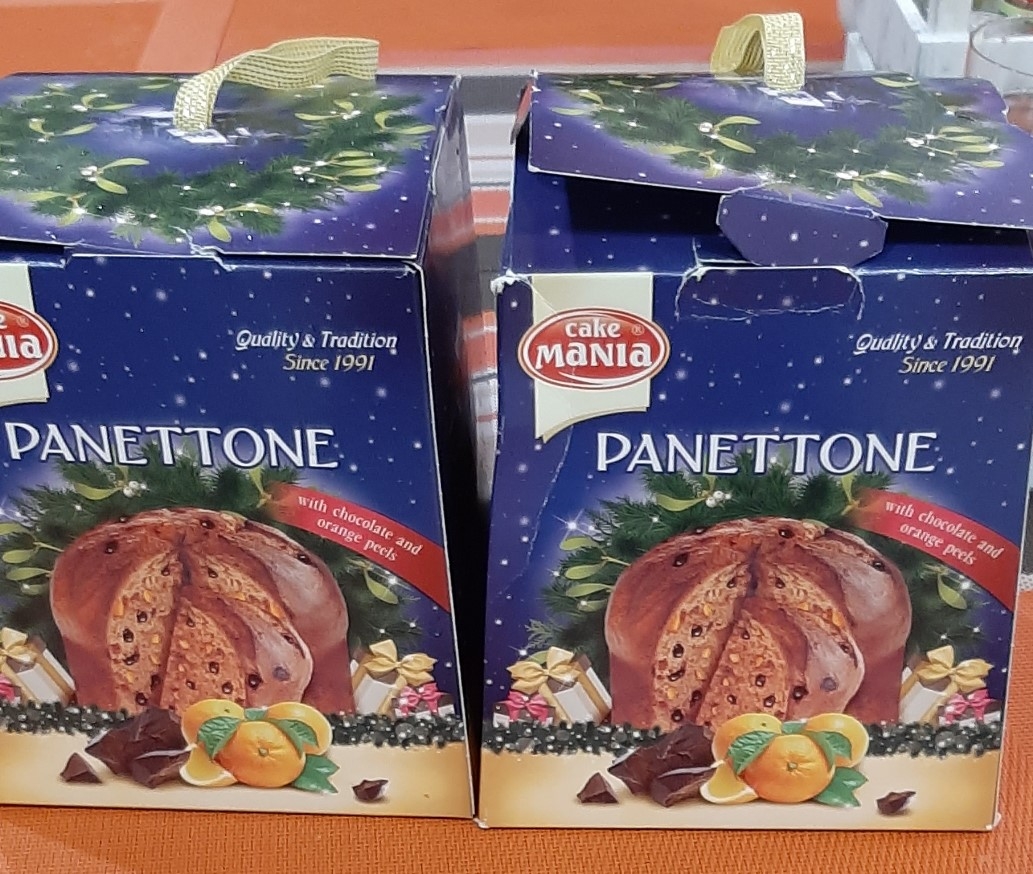 Quality & Tradition
Since 1991
PANETTONE
with chocolate and
orange peels
cake ®
MANIA
Quality & Tradition
Since 1991
PANETTONE
with chocolate and
orange peels